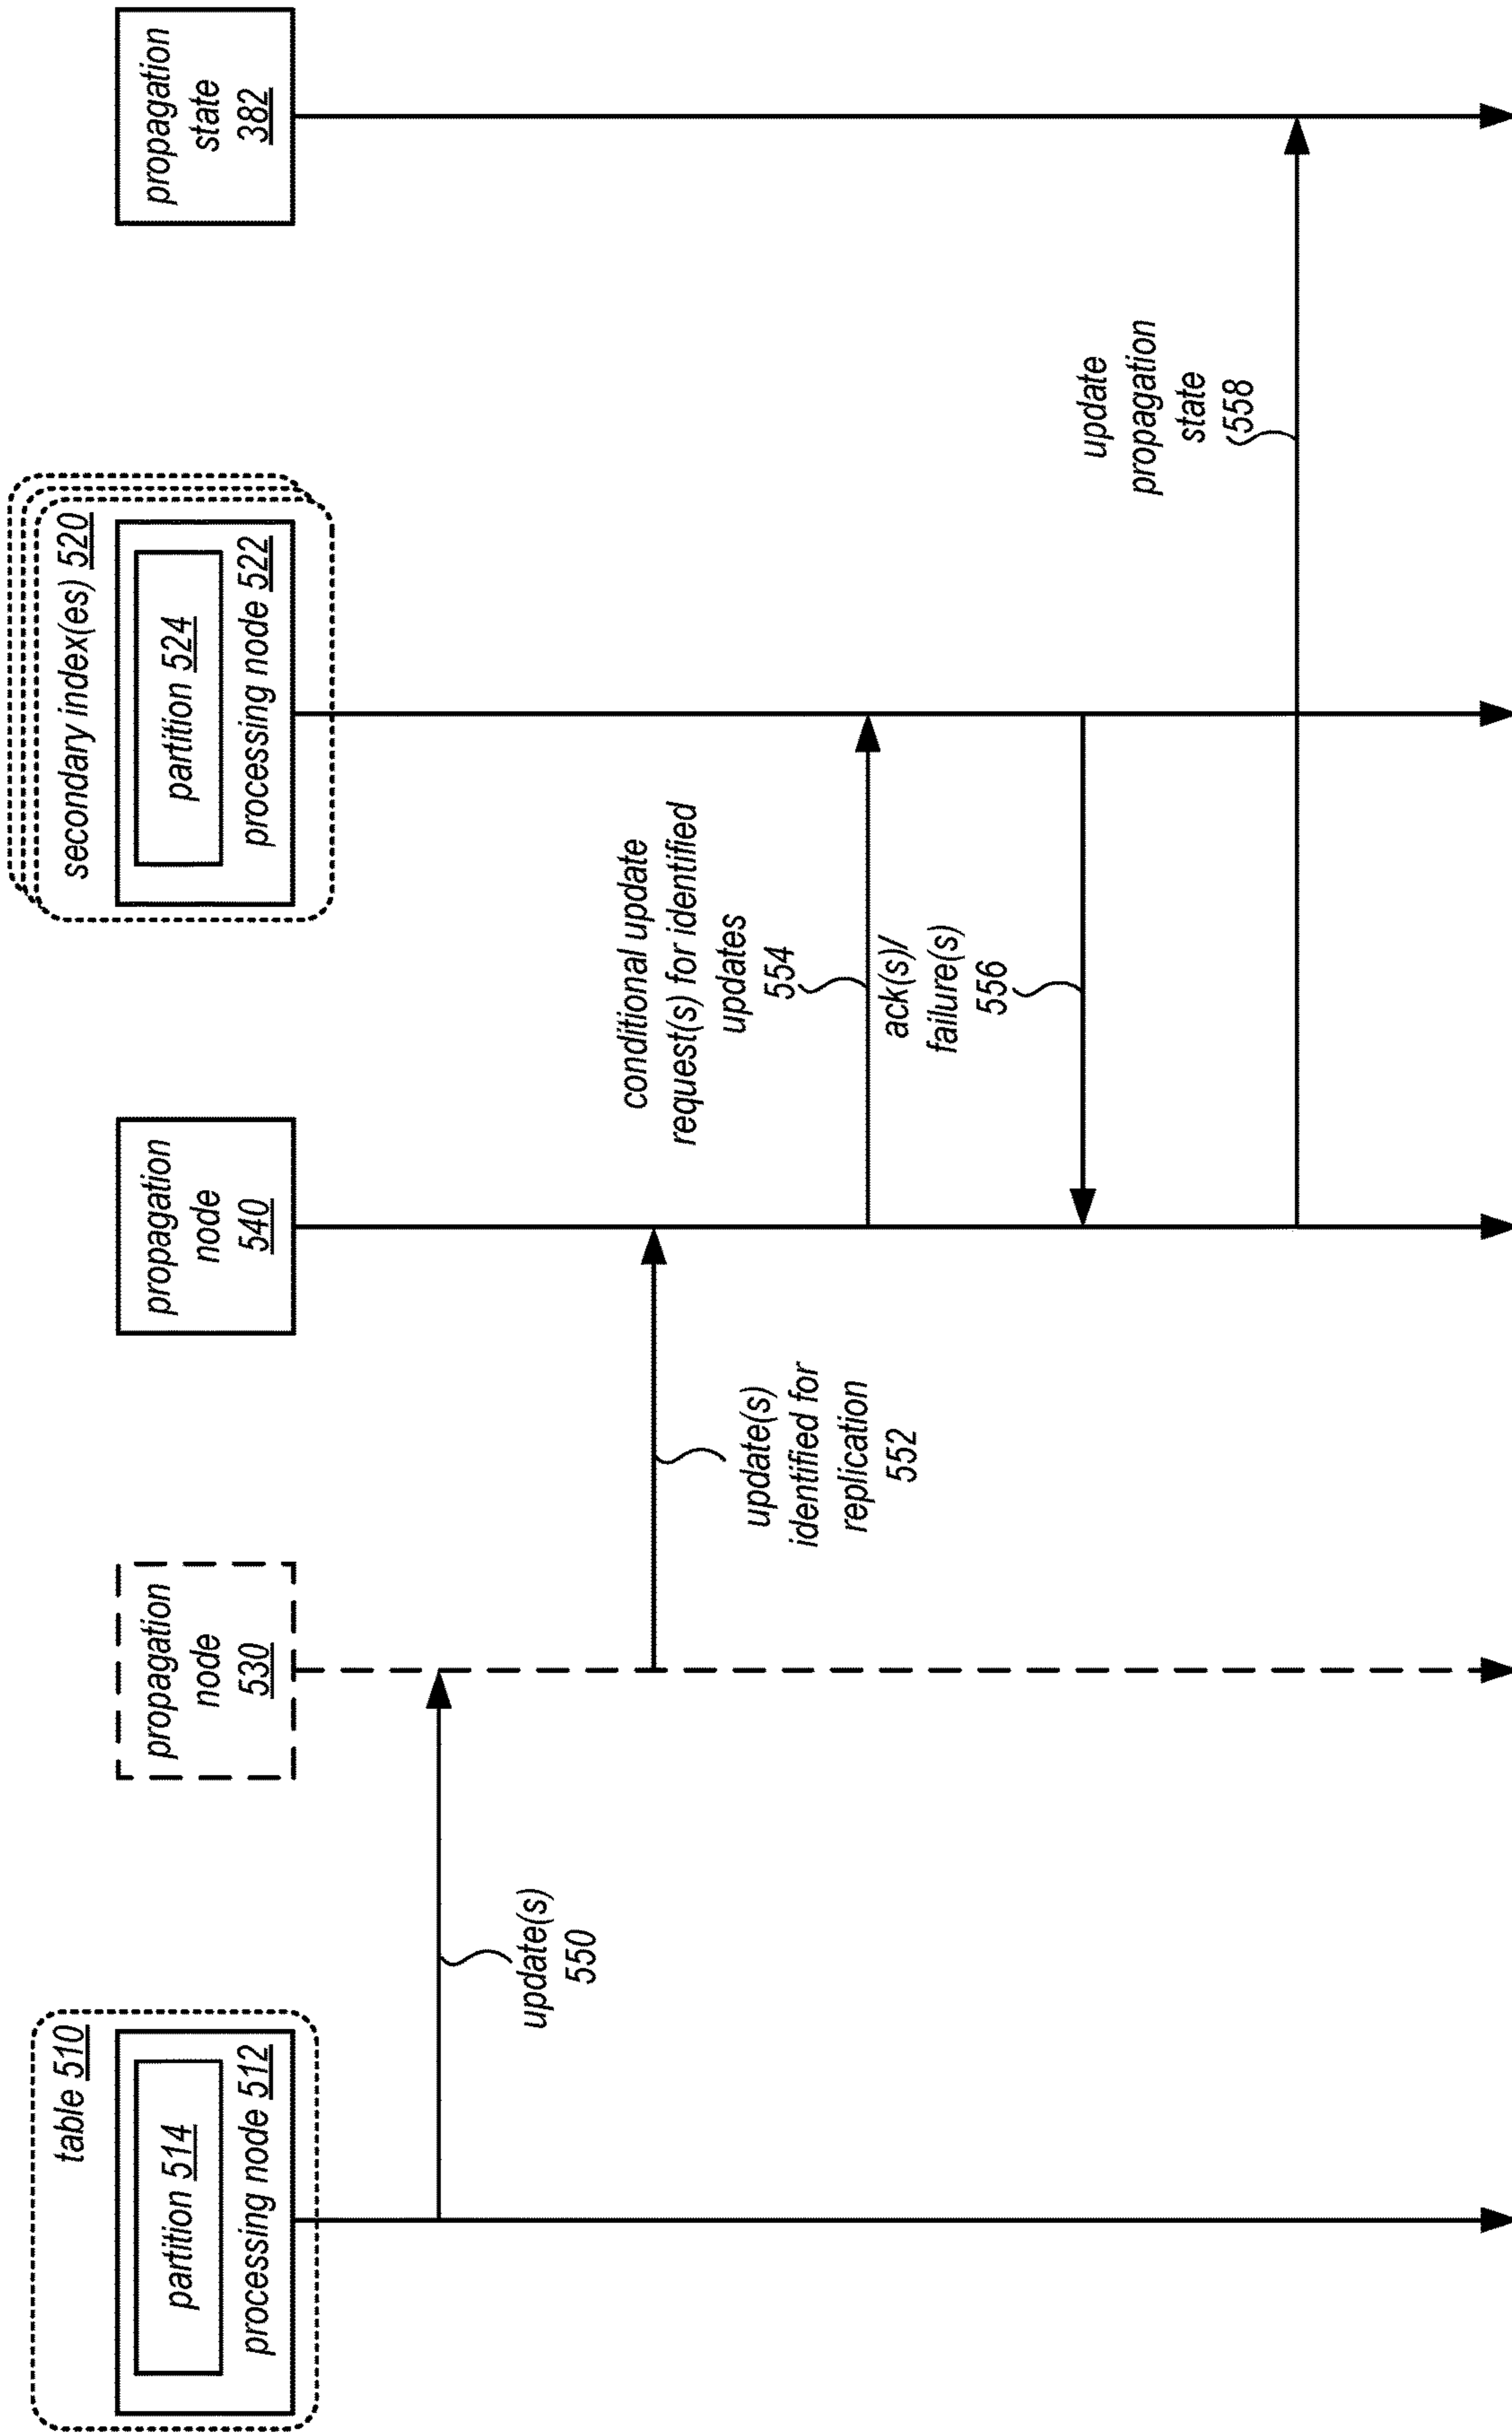 table 510
partition 514
processing node 512
propagation
node
530
propagation
node
540
secondary index(es) 520
partition 524
processing node 522
propagation
state
382
update(s)
550
update(s)
identified for
replication
552
conditional update
request(s) for identified
updates
554
ack(s)/
failure(s)
556
update
propagation
state
558